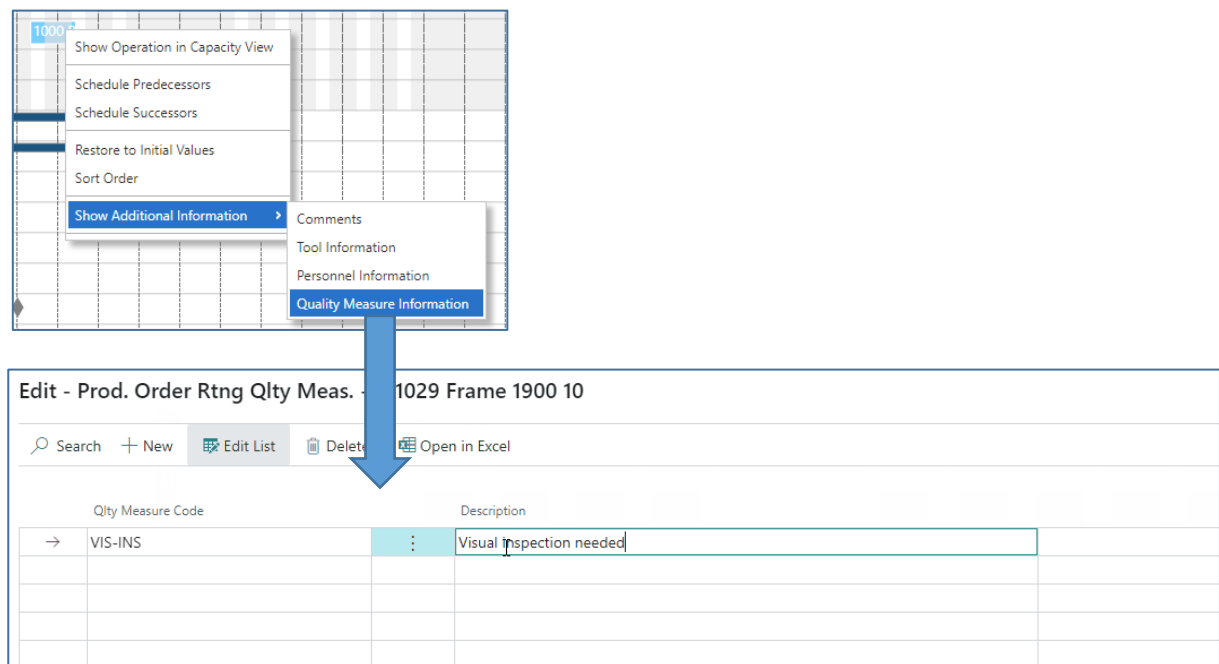 1000
Show Operation in Capacity View
Schedule Predecessors
Schedule Successors
Restore to Initial Values
Sort Order
Show Additional Information
Comments
Tool Information
Personnel Information
Quality Measure Information
Edit - Prod. Order Rtng Qlty Meas. - 1029 Frame 1900 10
Search New Edit List Delete Open in Excel
Qlty Measure Code Description
VIS-INS Visual inspection needed